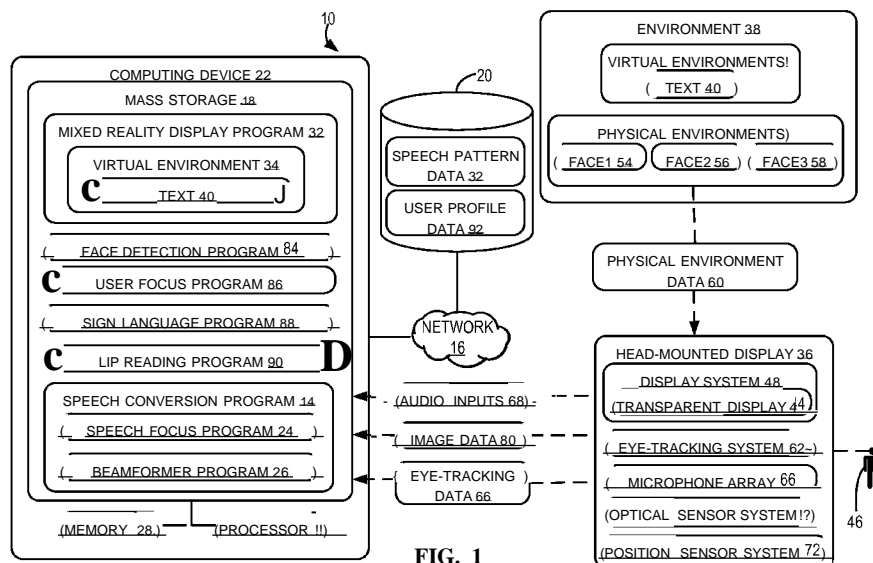 10
COMPUTING DEVICE 22
MASS STORAGE 18
MIXED REALITY DISPLAY PROGRAM 32
VIRTUAL ENVIRONMENT 34
c TEXT 40 J
( FACE DETECTION PROGRAM 84 )
c USER FOCUS PROGRAM 86
( SIGN LANGUAGE PROGRAM 88 )
c LIP READING PROGRAM 90 D
SPEECH CONVERSION PROGRAM 14
( SPEECH FOCUS PROGRAM 24 )
( BEAMFORMER PROGRAM 26 )
(MEMORY 28.)
(PROCESSOR !!)
20
SPEECH PATTERN
DATA 32
USER PROFILE
DATA 92
NETWORK
16
(AUDIO INPUTS 68)
( IMAGE DATA 80 )
( EYE-TRACKING )
DATA 66
ENVIRONMENT 38
VIRTUAL ENVIRONMENTS!
( TEXT 40 )
PHYSICAL ENVIRONMENTS)
( FACE1 54 ) ( FACE2 56 ) ( FACE3 58 )
PHYSICAL ENVIRONMENT
DATA 60
HEAD-MOUNTED DISPLAY 36
DISPLAY SYSTEM 48
(TRANSPARENT DISPLAY 44)
( EYE-TRACKING SYSTEM 62~)
( MICROPHONE ARRAY 66
(OPTICAL SENSOR SYSTEM !?)
(POSITION SENSOR SYSTEM 72)
46
FIG. 1